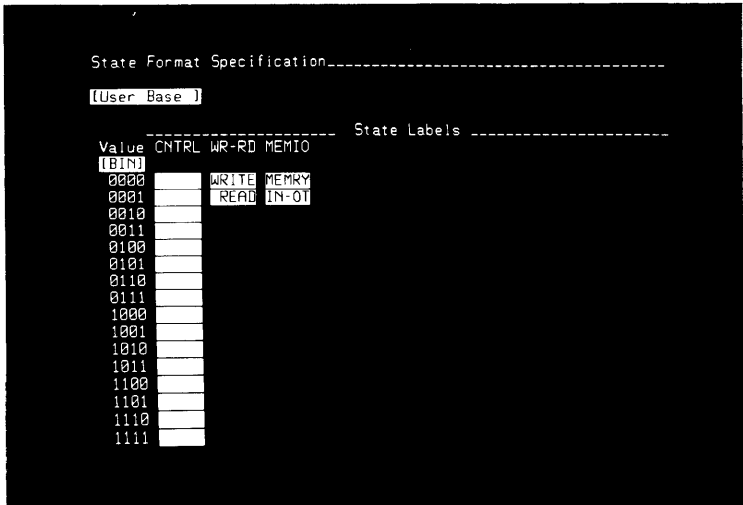 State Format Specification
[User Base ]
State Labels
Value CNTRL WR-RD MEMIO
[BIN]
0000 WRITE MEMRY
0001 READ IN-OT
0010
0011
0100
0101
0110
0111
1000
1001
1010
1011
1100
1101
1110
1111